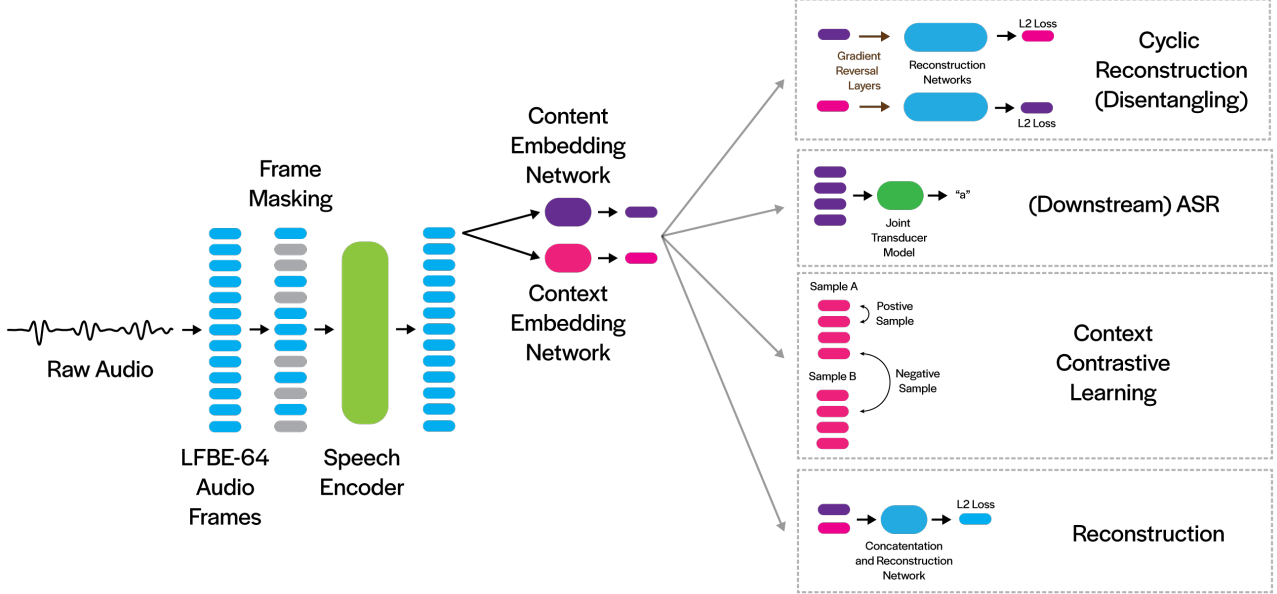 Raw Audio
LFBE-64
Audio
Frames
Frame
Masking
Speech
Encoder
Content
Embedding
Network
Context
Embedding
Network
L2 Loss
Gradient
Reversal
Layers
Reconstruction
Networks
L2 Loss
Cyclic
Reconstruction
(Disentangling)
“a”
Joint
Transducer
Model
(Downstream) ASR
Sample A
Postive
Sample
Sample B
Negative
Sample
Context
Contrastive
Learning
L2 Loss
Concatentation
and Reconstruction
Network
Reconstruction